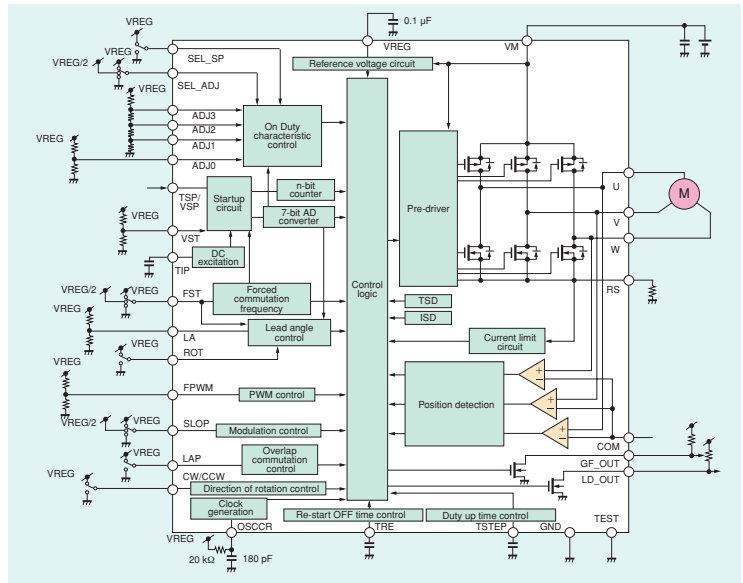 0.1 µF
VREG
VREG
VM
VREG
VREG/2
SEL_SP
Reference voltage circuit
SEL_ADJ
VREG
ADJ3
ADJ2
ADJ1
ADJ0
VREG
On Duty
characteristic
control
n-bit
counter
7-bit AD
converter
TSP/
VSP
Startup
circuit
VREG
VST
DC
excitation
TIP
Pre-driver
U
M
V
W
RS
Control
logic
TSD
ISD
VREG/2
VREG
FST
Forced
commutation
frequency
VREG
LA
Lead angle
control
Current limit
circuit
VREG
ROT
VREG
FPWM
PWM control
Position detection
+
−
+
−
+
−
VREG
VREG/2
SLOP
Modulation control
COM
VREG
LAP
Overlap
commutation
control
GF_OUT
VREG
CW/CCW
Direction of rotation control
LD_OUT
Clock
generation
Re-start OFF time control
Duty up time control
OSCCR
TRE
TSTEP
GND
TEST
VREG
20 kΩ
180 pF